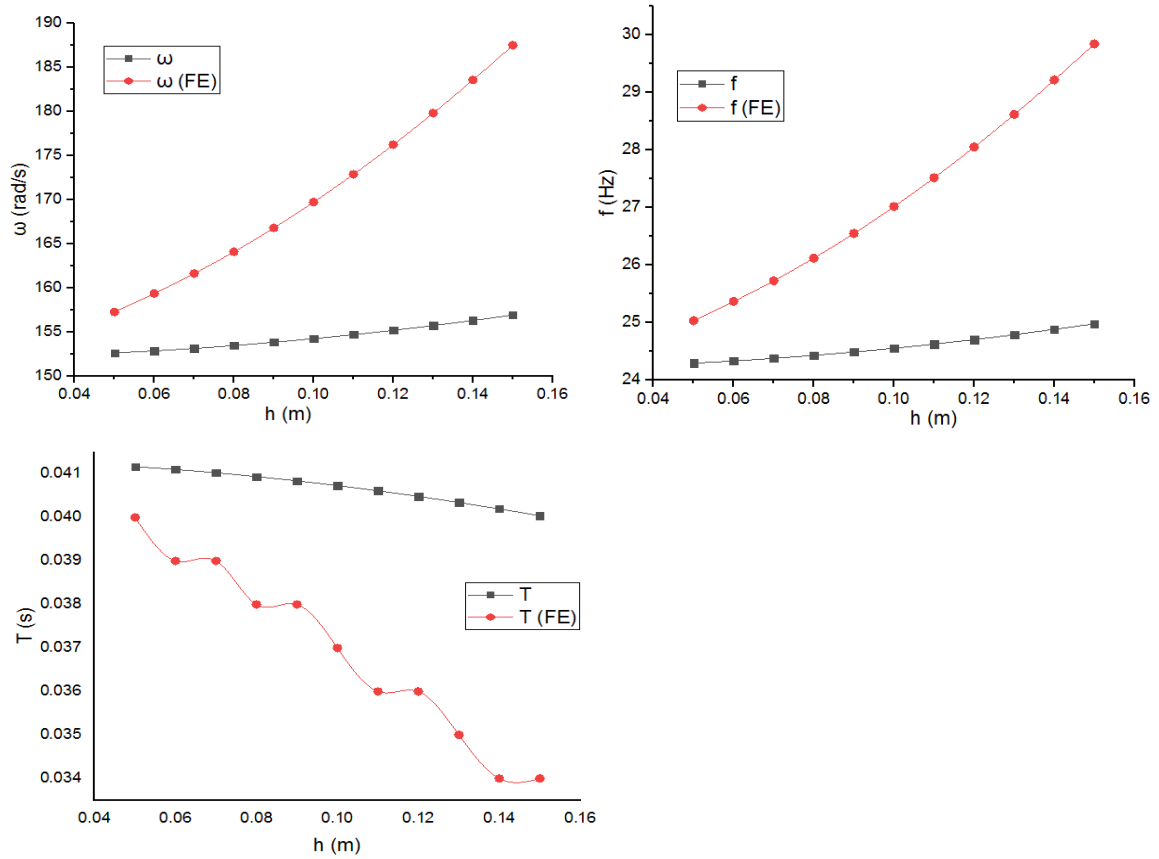 190
185
180
175
170
165
160
155
150
ω (rad/s)
ω
ω (FE)
0.04 0.06 0.08 0.10 0.12 0.14 0.16
h (m)
30
29
28
27
26
25
24
f (Hz)
f
f (FE)
0.04 0.06 0.08 0.10 0.12 0.14 0.16
h (m)
0.041
0.040
0.039
0.038
0.037
0.036
0.035
0.034
T (s)
T
T (FE)
0.04 0.06 0.08 0.10 0.12 0.14 0.16
h (m)